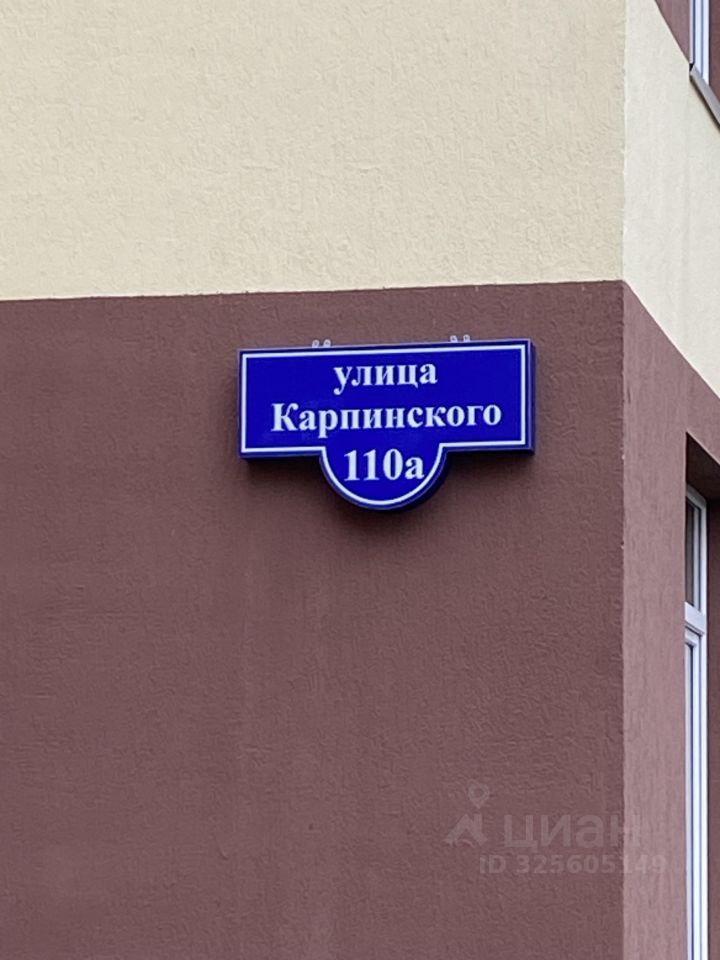 улица
Карпинского
110а
циан
ID 325605149